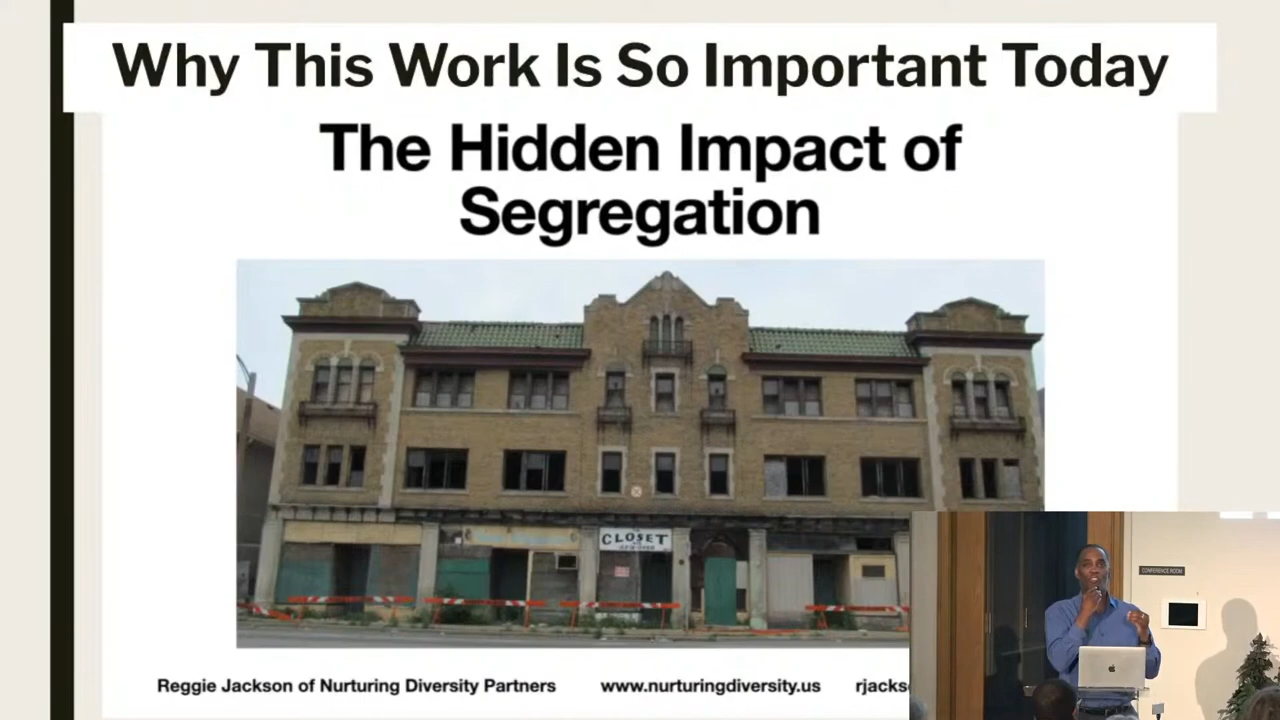 Why This Work Is So Important Today
The Hidden Impact of
Segregation
CLOSET
CONFERENCE ROOM
Reggie Jackson of Nurturing Diversity Partners www.nurturingdiversity.us rjacks